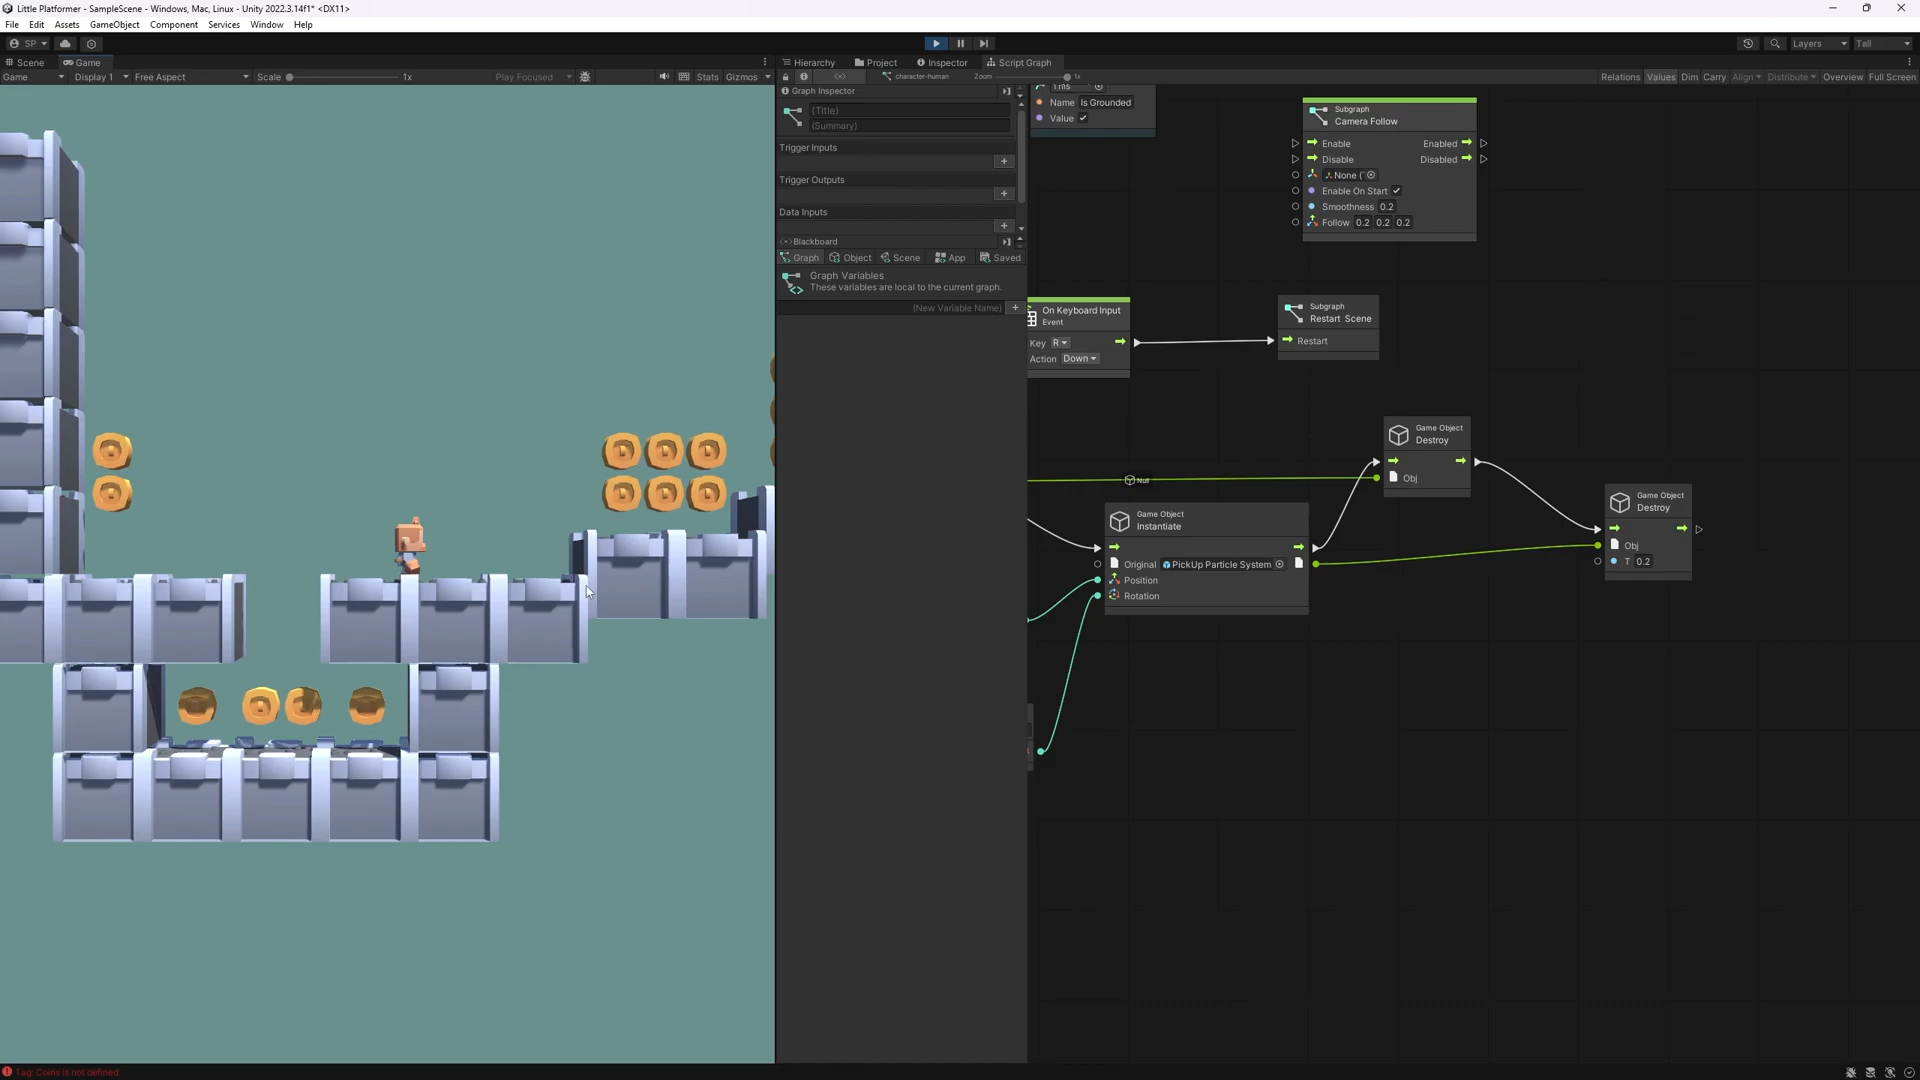 Little Platformer - SampleScene - Windows, Mac, Linux - Unity 2022.3.14f1* <DX11>
File Edit Assets GameObject Component Services Window Help
SP Layers Tall
Scene Game Hierarchy Project Inspector Script Graph
Game Display 1 Free Aspect Scale 1x Play Focused Stats Gizmos character-human Zoom 1x Relations Values Dim Carry Align Distribute Overview Full Screen
Graph Inspector
(Title)
(Summary)
Trigger Inputs
Trigger Outputs
Data Inputs
Blackboard
Graph Object Scene App Saved
Graph Variables
These variables are local to the current graph.
(New Variable Name)
This
Name Is Grounded
Value
Subgraph
Camera Follow
Enable Enabled
Disable Disabled
None (
Enable On Start
Smoothness 0.2
Follow 0.2 0.2 0.2
On Keyboard Input
Event
Key R
Action Down
Subgraph
Restart Scene
Restart
Game Object
Destroy
Obj
Null
Game Object
Instantiate
Original PickUp Particle System
Position
Rotation
Game Object
Destroy
Obj
T 0.2
Tag: Coins is not defined.